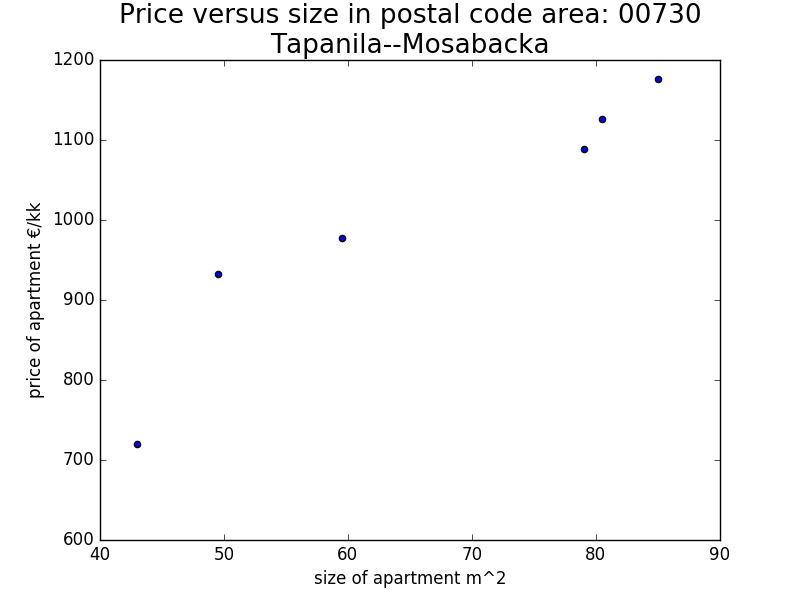 Price versus size in postal code area: 00730
Tapanila--Mosabacka
1200
1100
1000
900
800
700
600
price of apartment €/kk
40 50 60 70 80 90
size of apartment m^2